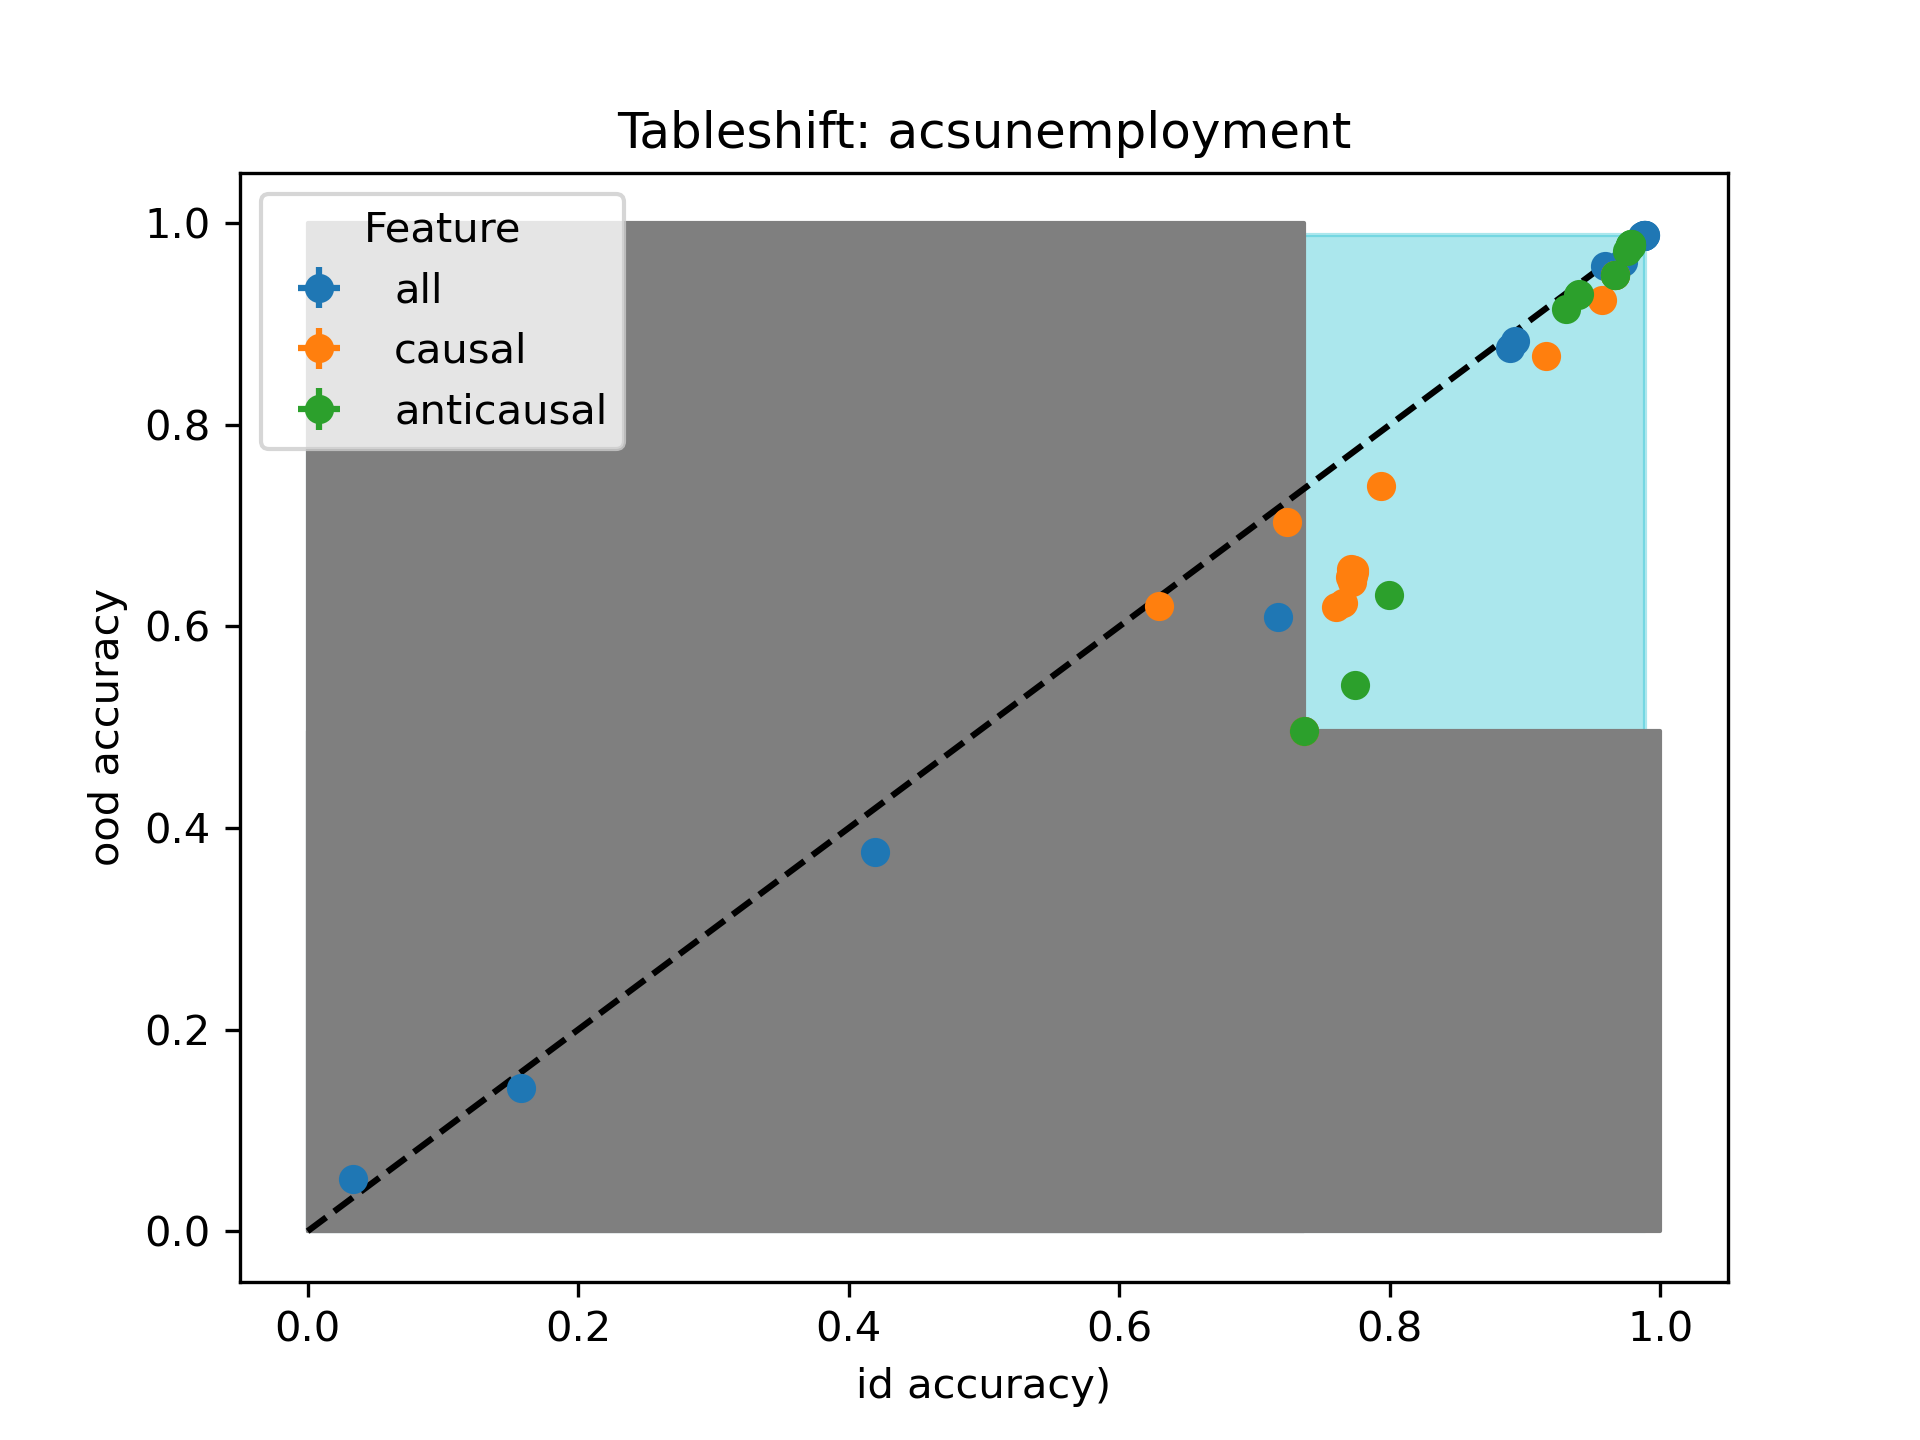 Tableshift: acsunemployment
Feature
all
causal
anticausal
1.0
0.8
0.6
0.4
0.2
0.0
ood accuracy
0.0 0.2 0.4 0.6 0.8 1.0
id accuracy)